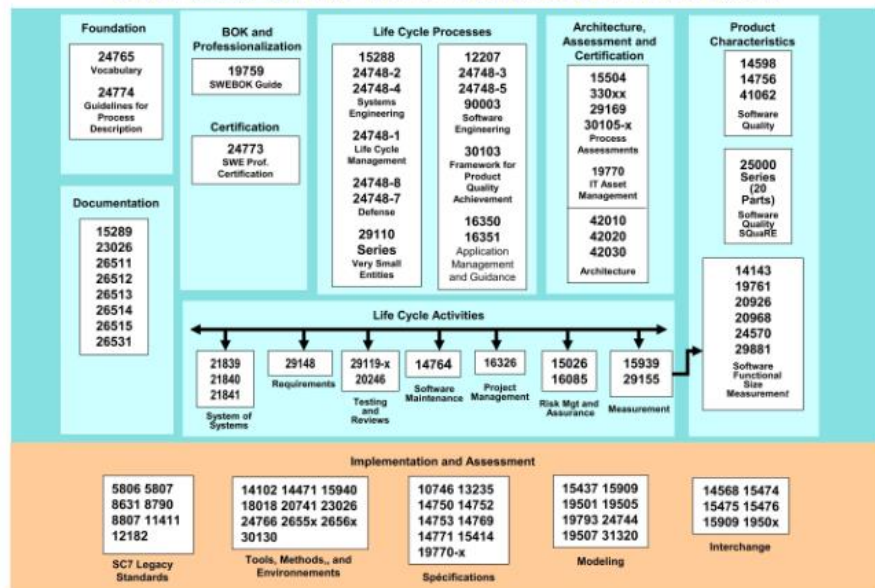 Foundation
24765
Vocabulary
24774
Guidelines for
Process
Description
BOK and
Professionalization
19759
SWEBOK Guide
Certification
24773
SWE Prof.
Certification
Life Cycle Processes
15288
24748-2
24748-4
Systems
Engineering
24748-1
Life Cycle
Management
24748-8
24748-7
Defense
29110
Series
Very Small
Entities
12207
24748-3
24748-5
90003
Software
Engineering
30103
Framework for
Product
Quality
Achievement
16350
16351
Application
Management
and Guidance
Architecture,
Assessment and
Certification
15504
330xx
29169
30105-x
Process
Assessments
19770
IT Asset
Management
42010
42020
42030
Architecture
Product
Characteristics
14598
14756
41062
Software
Quality
25000
Series
(20
Parts)
Software
Quality
SQuaRE
14143
19761
20926
20968
24570
29881
Software
Functional
Size
Measurement
Documentation
15289
23026
26511
26512
26513
26514
26515
26531
Life Cycle Activities
21839
21840
21841
System of
Systems
29148
Requirements
29119-x
20246
Testing
and
Reviews
14764
Software
Maintenance
16326
Project
Management
15026
16085
Risk Mgt and
Assurance
15939
29155
Measurement
Implementation and Assessment
5806 5807
8631 8790
8807 11411
12182
SC7 Legacy
Standards
14102 14471 15940
18018 20741 23026
24766 2655x 2656x
30130
Tools, Methods,, and
Environnements
10746 13235
14750 14752
14753 14769
14771 15414
19770-x
Spécifications
15437 15909
19501 19505
19793 24744
19507 31320
Modeling
14568 15474
15475 15476
15909 1950x
Interchange